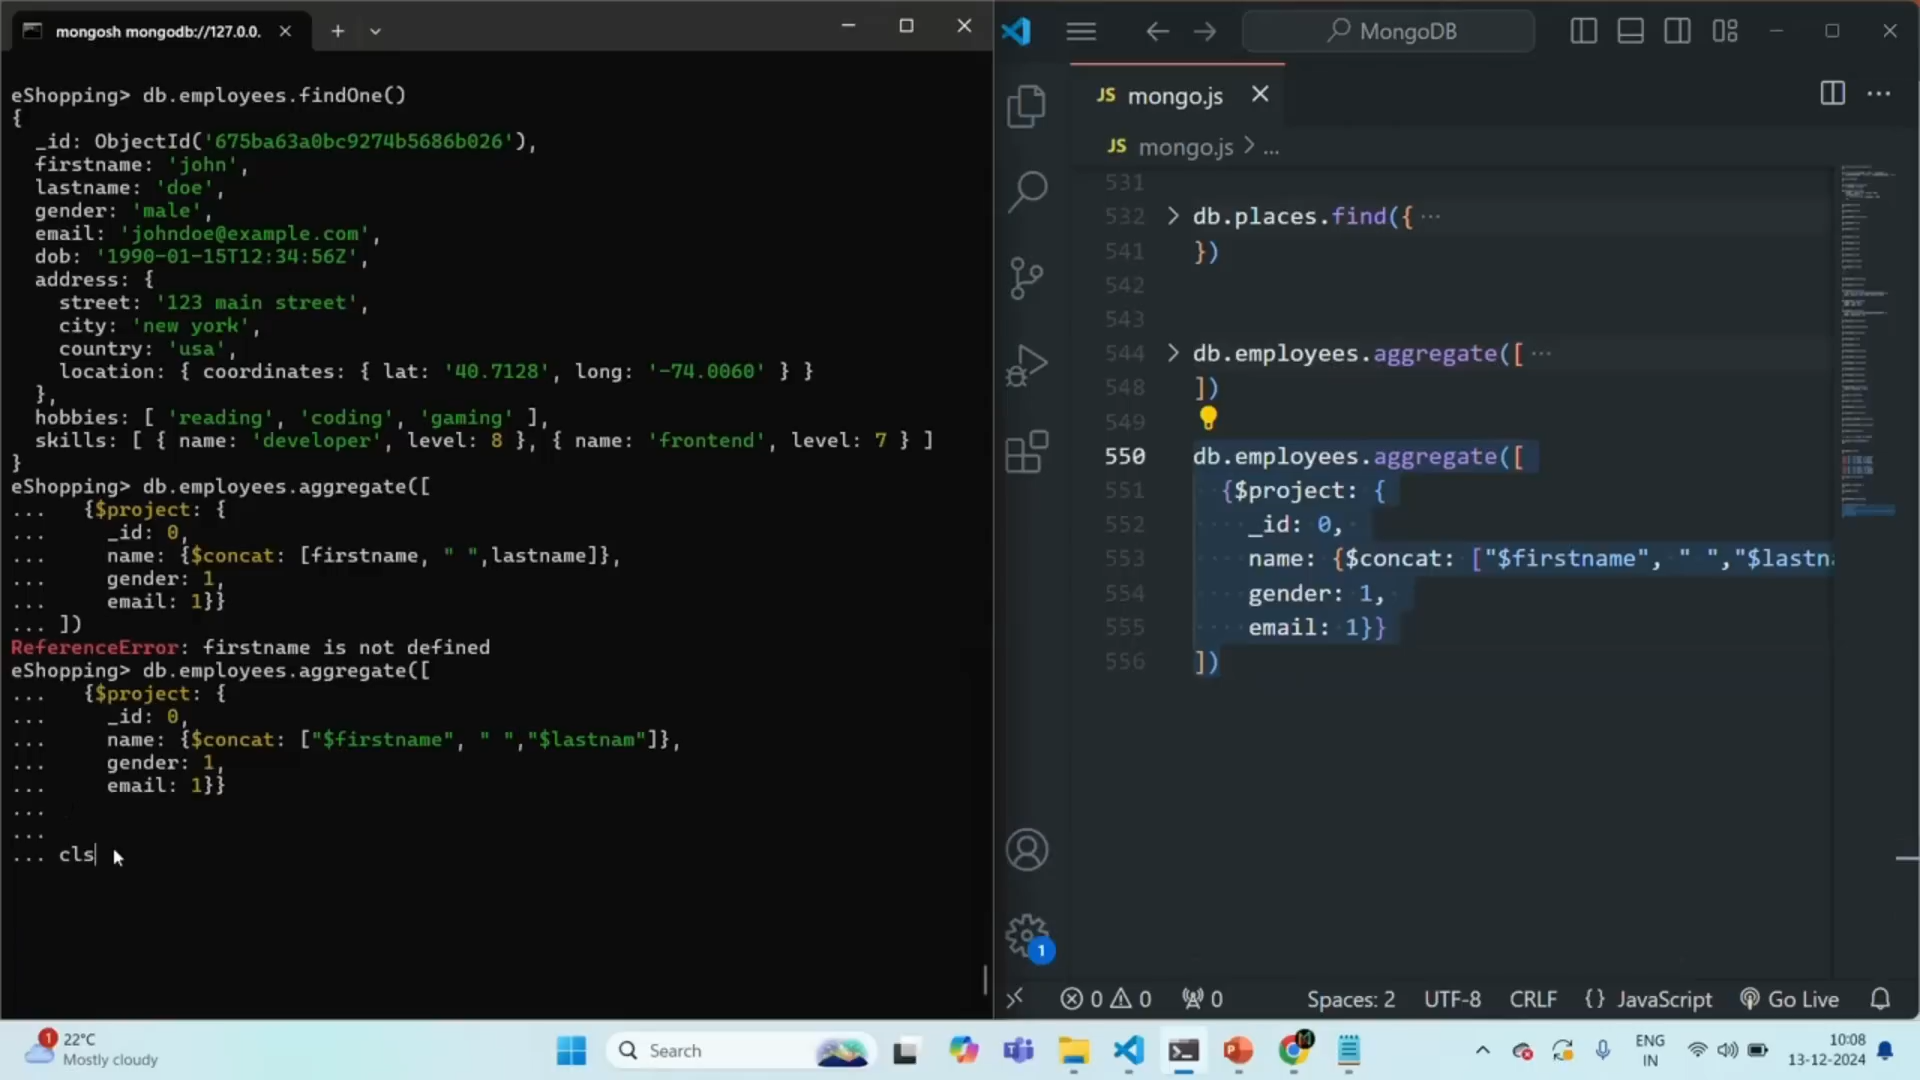 mongosh mongodb://127.0.0.
eShopping> db.employees.findOne()
{
_id: ObjectId('675ba63a0bc9274b5686b026'),
firstname: 'john',
lastname: 'doe',
gender: 'male',
email: 'johndoe@example.com',
dob: '1990-01-15T12:34:56Z',
address: {
street: '123 main street',
city: 'new york',
country: 'usa',
location: { coordinates: { lat: '40.7128', long: '-74.0060' } }
},
hobbies: [ 'reading', 'coding', 'gaming' ],
skills: [ { name: 'developer', level: 8 }, { name: 'frontend', level: 7 } ]
}
eShopping> db.employees.aggregate([
... {$project: {
... _id: 0,
... name: {$concat: [firstname, " ",lastname]},
... gender: 1,
... email: 1}}
... ])
ReferenceError: firstname is not defined
eShopping> db.employees.aggregate([
... {$project: {
... _id: 0,
... name: {$concat: ["$firstname", " ","$lastnam"]},
... gender: 1,
... email: 1}}
...
...
... cls
MongoDB
JS mongo.js
JS mongo.js > ...
531
532 > db.places.find({ ...
541 })
542
543
544 > db.employees.aggregate([ ...
548 ])
549
550 db.employees.aggregate([
551 {$project: {
552 _id: 0,
553 name: {$concat: ["$firstname", " ","$lastn
554 gender: 1,
555 email: 1}}
556 ])
1
0 0 0 Spaces: 2 UTF-8 CRLF {} JavaScript Go Live
1 22°C
Mostly cloudy
Search
M
ENG
IN
10:08
13-12-2024